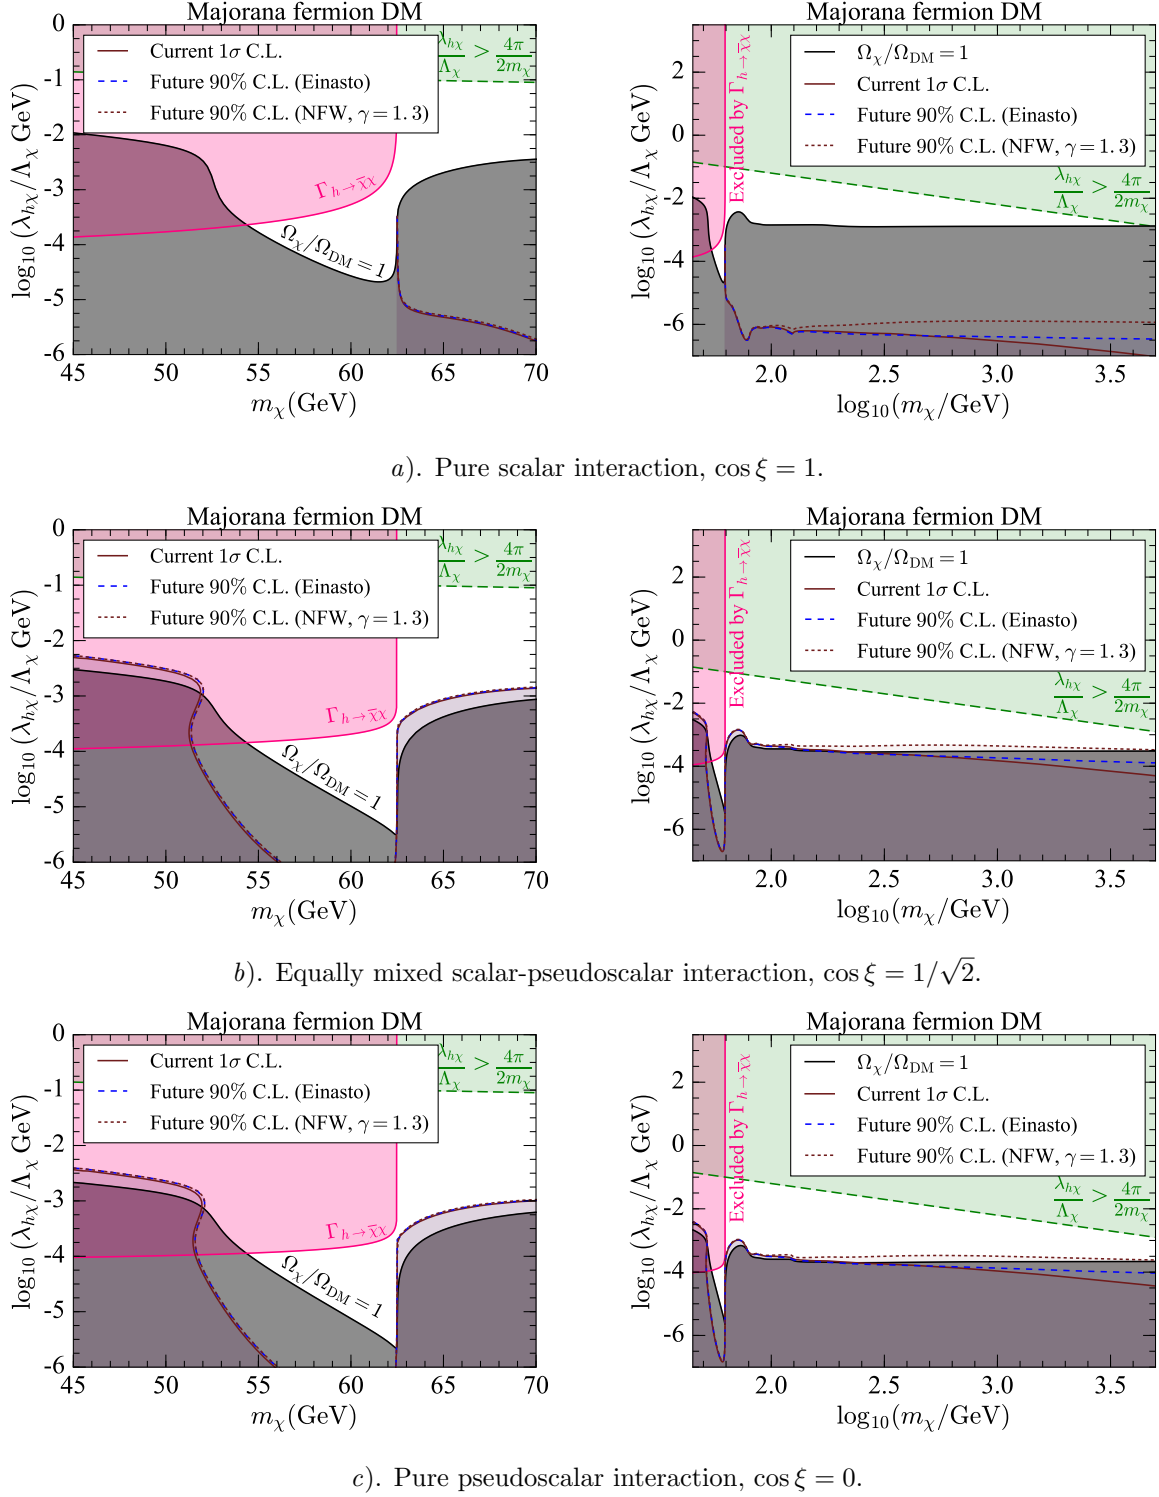 Majorana fermion DM
Current 1σ C.L.
Future 90% C.L. (Einasto)
Future 90% C.L. (NFW, γ = 1.3)
λhχ/Λχ > 4π/2mχ
Γh→χ̄χ
Ωχ/ΩDM = 1
0
-1
-2
-3
-4
-5
-6
45 50 55 60 65 70
log10 (λhχ/Λχ GeV)
mχ(GeV)
Majorana fermion DM
Ωχ/ΩDM = 1
Current 1σ C.L.
Future 90% C.L. (Einasto)
Future 90% C.L. (NFW, γ = 1.3)
Excluded by Γh→χ̄χ
λhχ/Λχ > 4π/2mχ
2
0
-2
-4
-6
2.0 2.5 3.0 3.5
log10 (λhχ/Λχ GeV)
log10(mχ/GeV)
a). Pure scalar interaction, cos ξ = 1.
Majorana fermion DM
Current 1σ C.L.
Future 90% C.L. (Einasto)
Future 90% C.L. (NFW, γ = 1.3)
λhχ/Λχ > 4π/2mχ
Γh→χ̄χ
Ωχ/ΩDM = 1
0
-1
-2
-3
-4
-5
-6
45 50 55 60 65 70
log10 (λhχ/Λχ GeV)
mχ(GeV)
Majorana fermion DM
Ωχ/ΩDM = 1
Current 1σ C.L.
Future 90% C.L. (Einasto)
Future 90% C.L. (NFW, γ = 1.3)
Excluded by Γh→χ̄χ
λhχ/Λχ > 4π/2mχ
2
0
-2
-4
-6
2.0 2.5 3.0 3.5
log10 (λhχ/Λχ GeV)
log10(mχ/GeV)
b). Equally mixed scalar-pseudoscalar interaction, cos ξ = 1/√2.
Majorana fermion DM
Current 1σ C.L.
Future 90% C.L. (Einasto)
Future 90% C.L. (NFW, γ = 1.3)
λhχ/Λχ > 4π/2mχ
Γh→χ̄χ
Ωχ/ΩDM = 1
0
-1
-2
-3
-4
-5
-6
45 50 55 60 65 70
log10 (λhχ/Λχ GeV)
mχ(GeV)
Majorana fermion DM
Ωχ/ΩDM = 1
Current 1σ C.L.
Future 90% C.L. (Einasto)
Future 90% C.L. (NFW, γ = 1.3)
Excluded by Γh→χ̄χ
λhχ/Λχ > 4π/2mχ
2
0
-2
-4
-6
2.0 2.5 3.0 3.5
log10 (λhχ/Λχ GeV)
log10(mχ/GeV)
c). Pure pseudoscalar interaction, cos ξ = 0.